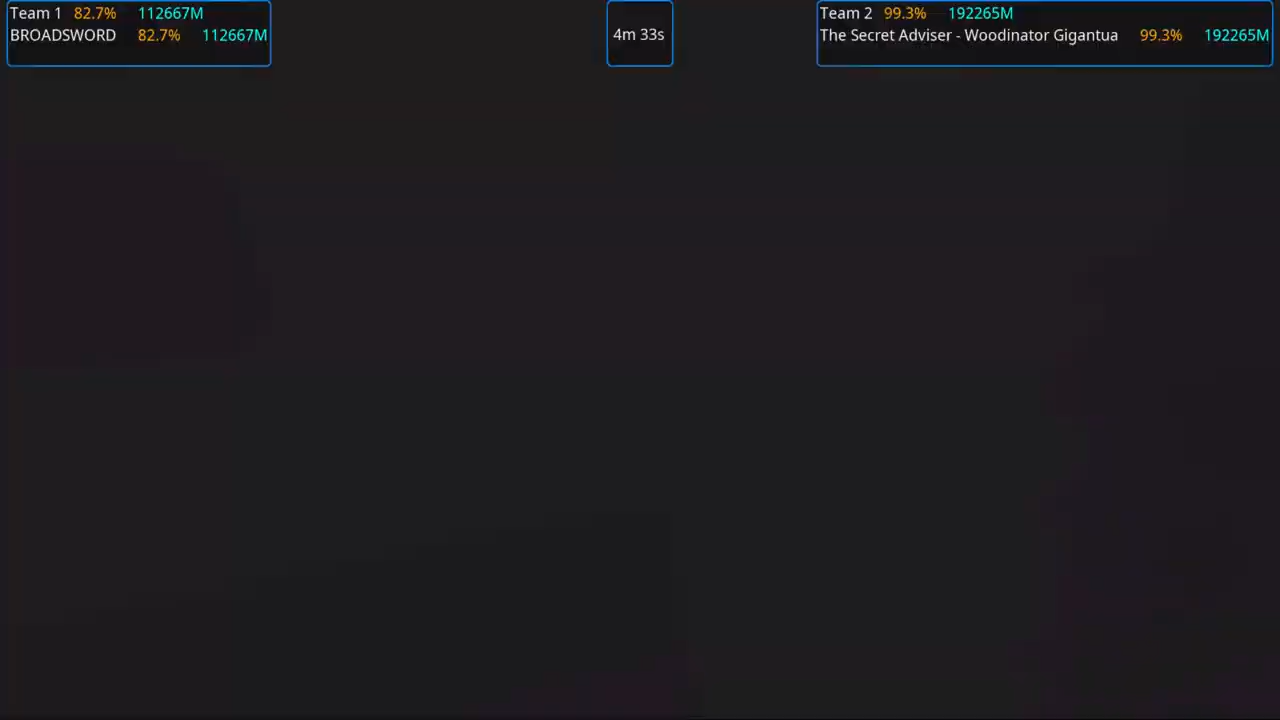 Team 1 82.7% 112667M
BROADSWORD 82.7% 112667M
4m 33s
Team 2 99.3% 192265M
The Secret Adviser - Woodinator Gigantua 99.3% 192265M